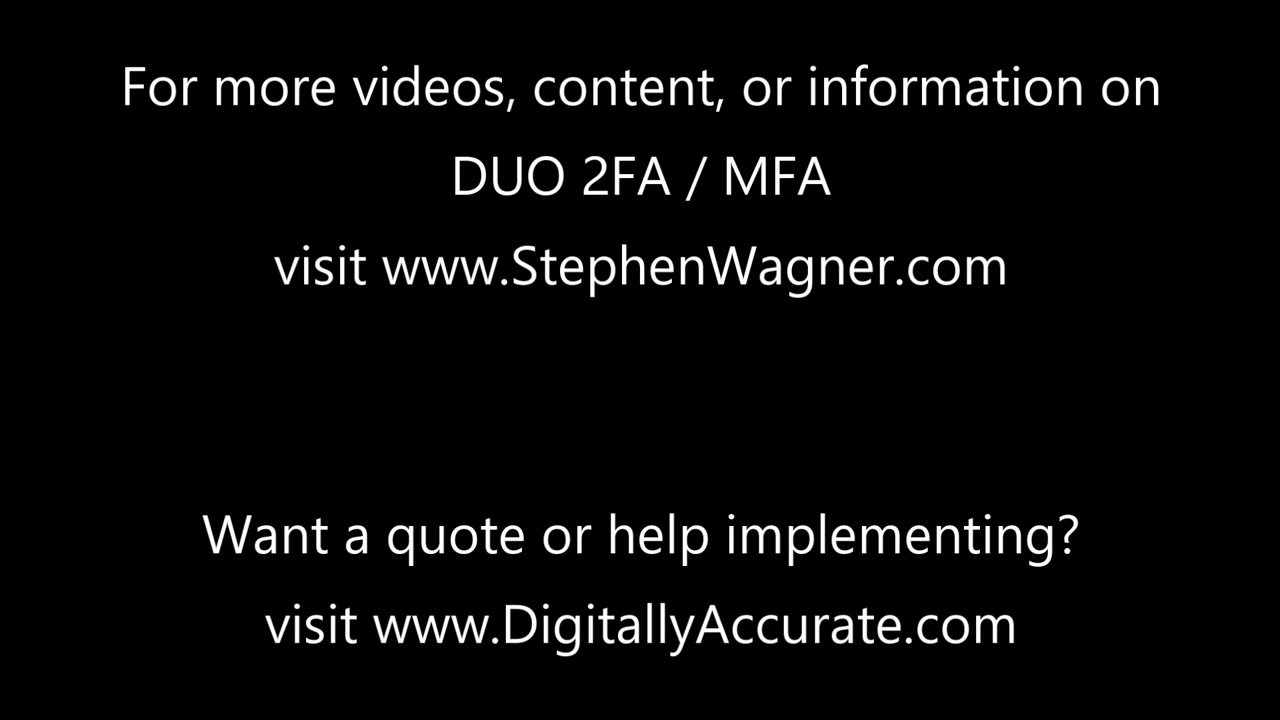 For more videos, content, or information on
DUO 2FA / MFA
visit www.StephenWagner.com
Want a quote or help implementing?
visit www.DigitallyAccurate.com